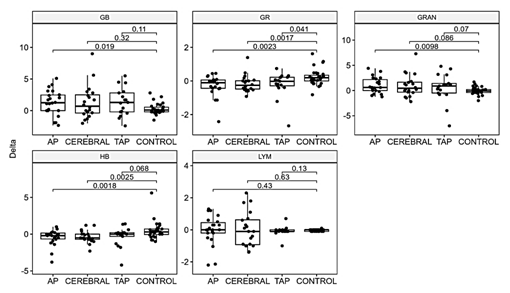 GB
GR
GRAN
0.11
0.32
0.019
0.041
0.0017
0.0023
0.07
0.086
0.0098
10
5
0
2
0
-2
10
5
0
-5
AP CEREBRAL TAP CONTROL
AP CEREBRAL TAP CONTROL
AP CEREBRAL TAP CONTROL
Delta
HB
LYM
0.068
0.0025
0.0018
0.13
0.63
0.43
5
0
-5
4
2
0
-2
AP CEREBRAL TAP CONTROL
AP CEREBRAL TAP CONTROL